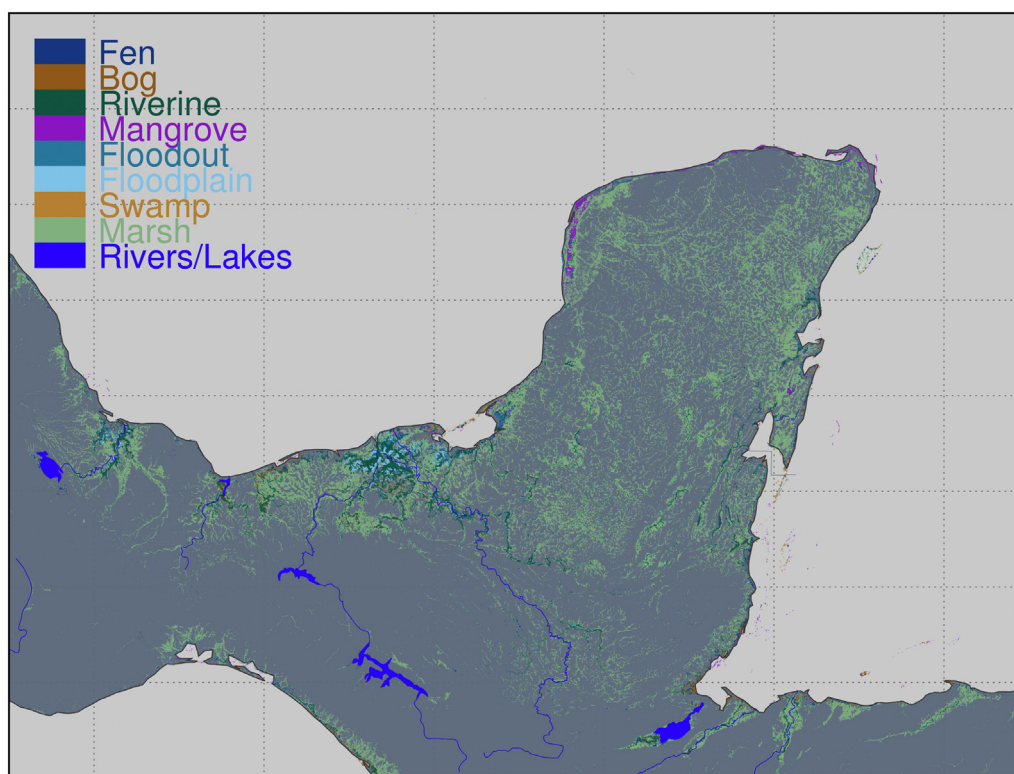 Fen
Bog
Riverine
Mangrove
Floodout
Floodplain
Swamp
Marsh
Rivers/Lakes